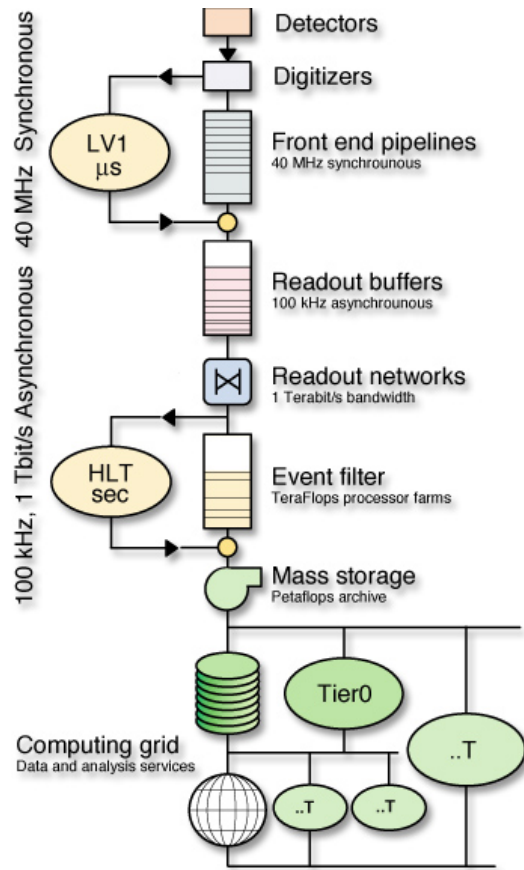 Detectors
Digitizers
40 MHz Synchronous
LV1
μs
Front end pipelines
40 MHz synchrounous
Readout buffers
100 kHz asynchrounous
100 kHz, 1 Tbit/s Asynchronous
Readout networks
1 Terabit/s bandwidth
HLT
sec
Event filter
TeraFlops processor farms
Mass storage
Petaflops archive
Tier0
..T
Computing grid
Data and analysis services
..T
..T